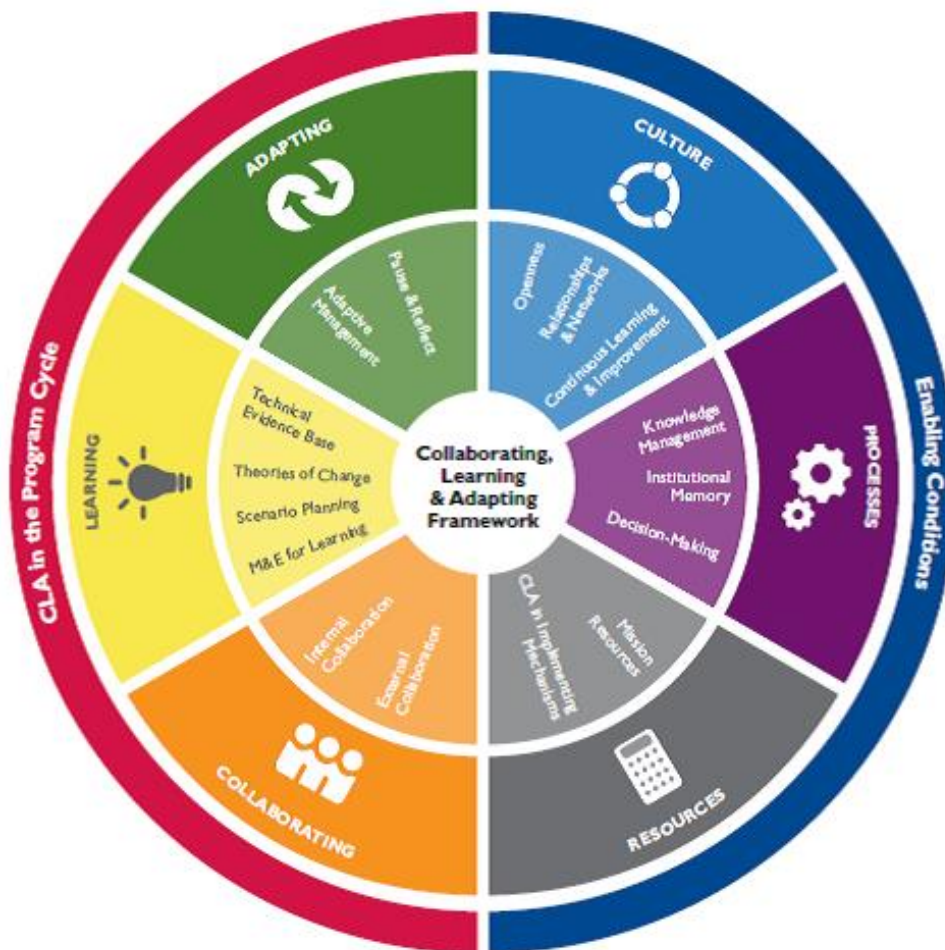 CLA in the Program Cycle
Enabling Conditions
ADAPTING
Adaptive
Management
Pause & Reflect
CULTURE
Openness
Relationships
& Networks
Continuous Learning
& Improvement
LEARNING
Technical
Evidence Base
Theories of Change
Scenario Planning
M&E for Learning
Collaborating,
Learning
& Adapting
Framework
PROCESSES
Knowledge
Management
Institutional
Memory
Decision-Making
COLLABORATING
Internal
Collaboration
External
Collaboration
RESOURCES
CLA in Implementing
Mechanisms
Mission
Resources